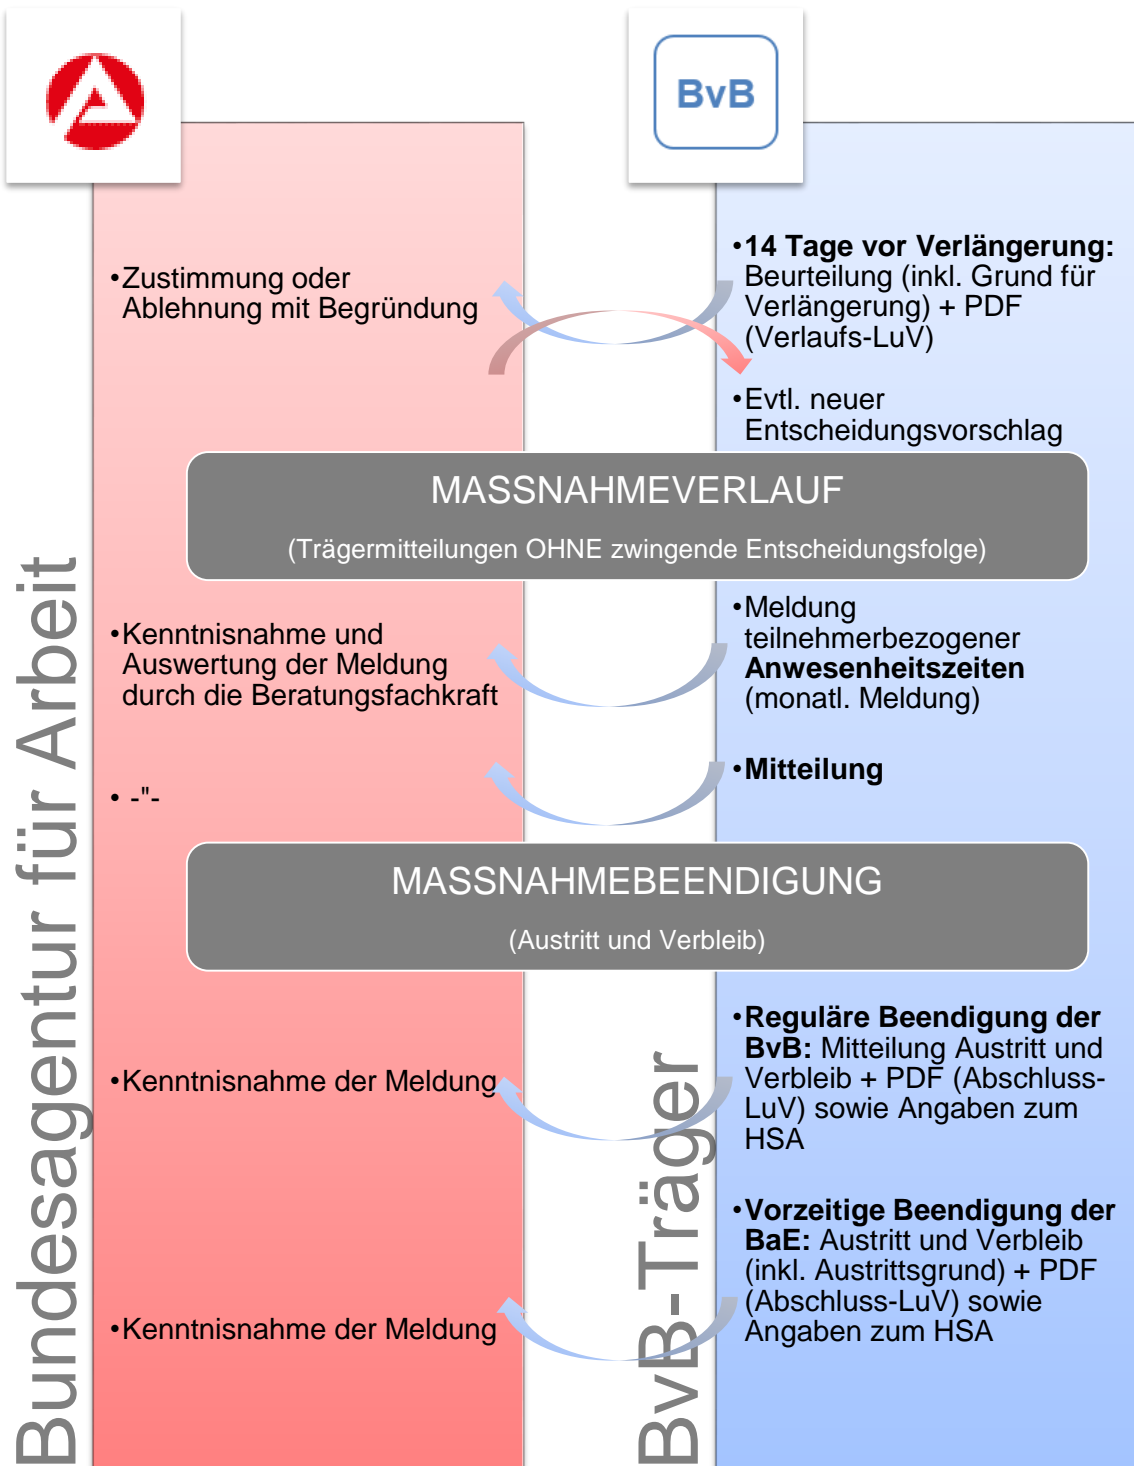 BvB
•Zustimmung oder
Ablehnung mit Begründung
•14 Tage vor Verlängerung:
Beurteilung (inkl. Grund für
Verlängerung) + PDF
(Verlaufs-LuV)
•Evtl. neuer
Entscheidungsvorschlag
MASSNAHMEVERLAUF
(Trägermitteilungen OHNE zwingende Entscheidungsfolge)
•Kenntnisnahme und
Auswertung der Meldung
durch die Beratungsfachkraft
•Meldung
teilnehmerbezogener
Anwesenheitszeiten
(monatl. Meldung)
• -"-
•Mitteilung
MASSNAHMEBEENDIGUNG
(Austritt und Verbleib)
•Kenntnisnahme der Meldung
•Reguläre Beendigung der
BvB: Mitteilung Austritt und
Verbleib + PDF (Abschluss-
LuV) sowie Angaben zum
HSA
•Kenntnisnahme der Meldung
•Vorzeitige Beendigung der
BaE: Austritt und Verbleib
(inkl. Austrittsgrund) + PDF
(Abschluss-LuV) sowie
Angaben zum HSA
Bundesagentur für Arbeit
BvB-Träger